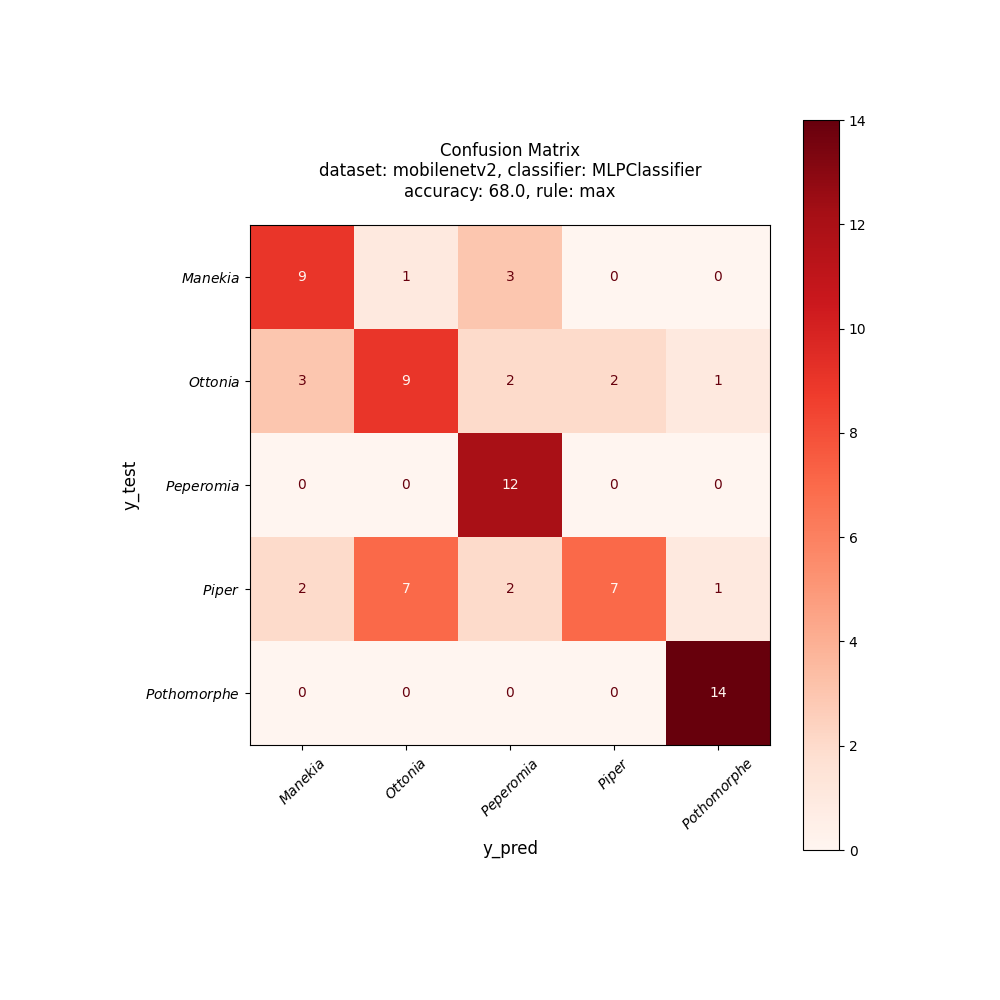 Confusion Matrix
dataset: mobilenetv2, classifier: MLPClassifier
accuracy: 68.0, rule: max
y_test
Manekia 9 1 3 0 0
Ottonia 3 9 2 2 1
Peperomia 0 0 12 0 0
Piper 2 7 2 7 1
Pothomorphe 0 0 0 0 14
Manekia Ottonia Peperomia Piper Pothomorphe
y_pred
14
12
10
8
6
4
2
0